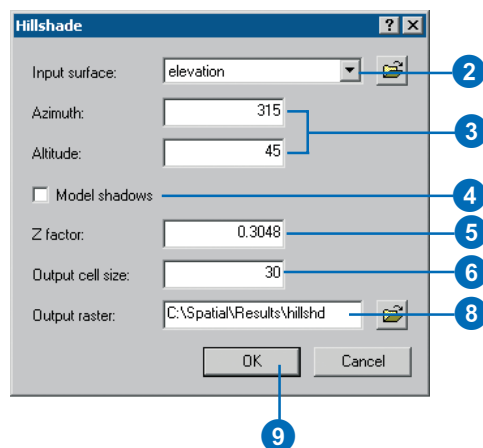 Hillshade
Input surface: elevation 2
Azimuth: 315
3
Altitude: 45
Model shadows 4
Z factor: 0.3048 5
Output cell size: 30 6
Output raster: C:\Spatial\Results\hillshd 8
OK Cancel
9